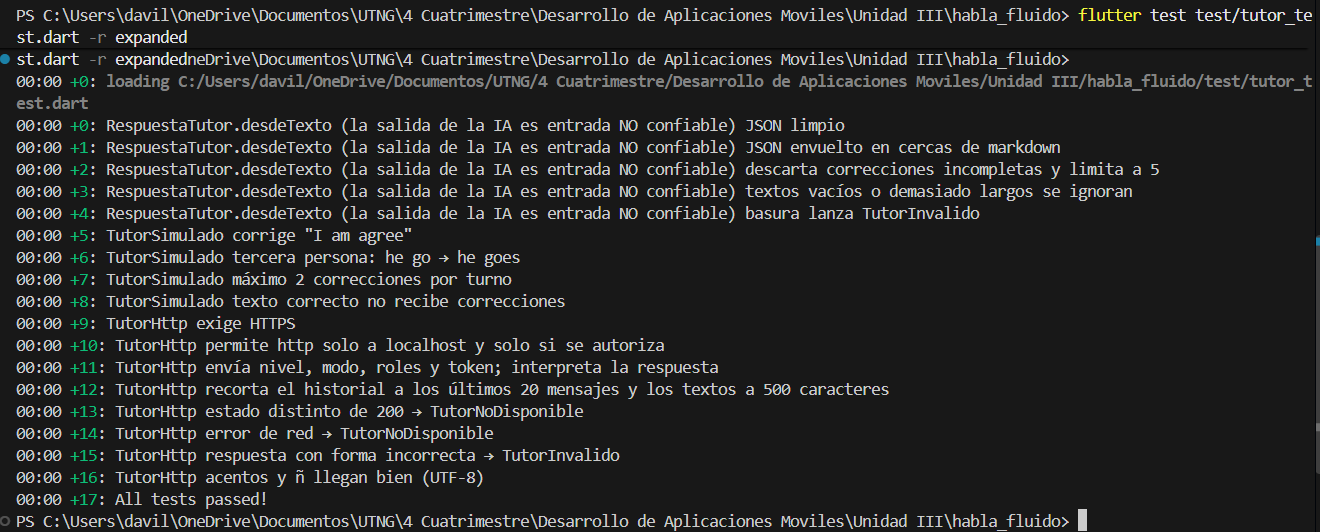 PS C:\Users\davil\OneDrive\Documentos\UTNG\4 Cuatrimestre\Desarrollo de Aplicaciones Moviles\Unidad III\habla_fluido> flutter test test/tutor_te
st.dart -r expanded
st.dart -r expandedneDrive\Documentos\UTNG\4 Cuatrimestre\Desarrollo de Aplicaciones Moviles\Unidad III\habla_fluido>
00:00 +0: loading C:/Users/davil/OneDrive/Documentos/UTNG/4 Cuatrimestre/Desarrollo de Aplicaciones Moviles/Unidad III/habla_fluido/test/tutor_t
est.dart
00:00 +0: RespuestaTutor.desdeTexto (la salida de la IA es entrada NO confiable) JSON limpio
00:00 +1: RespuestaTutor.desdeTexto (la salida de la IA es entrada NO confiable) JSON envuelto en cercas de markdown
00:00 +2: RespuestaTutor.desdeTexto (la salida de la IA es entrada NO confiable) descarta correcciones incompletas y limita a 5
00:00 +3: RespuestaTutor.desdeTexto (la salida de la IA es entrada NO confiable) textos vacíos o demasiado largos se ignoran
00:00 +4: RespuestaTutor.desdeTexto (la salida de la IA es entrada NO confiable) basura lanza TutorInvalido
00:00 +5: TutorSimulado corrige "I am agree"
00:00 +6: TutorSimulado tercera persona: he go → he goes
00:00 +7: TutorSimulado máximo 2 correcciones por turno
00:00 +8: TutorSimulado texto correcto no recibe correcciones
00:00 +9: TutorHttp exige HTTPS
00:00 +10: TutorHttp permite http solo a localhost y solo si se autoriza
00:00 +11: TutorHttp envía nivel, modo, roles y token; interpreta la respuesta
00:00 +12: TutorHttp recorta el historial a los últimos 20 mensajes y los textos a 500 caracteres
00:00 +13: TutorHttp estado distinto de 200 → TutorNoDisponible
00:00 +14: TutorHttp error de red → TutorNoDisponible
00:00 +15: TutorHttp respuesta con forma incorrecta → TutorInvalido
00:00 +16: TutorHttp acentos y ñ llegan bien (UTF-8)
00:00 +17: All tests passed!
PS C:\Users\davil\OneDrive\Documentos\UTNG\4 Cuatrimestre\Desarrollo de Aplicaciones Moviles\Unidad III\habla_fluido>